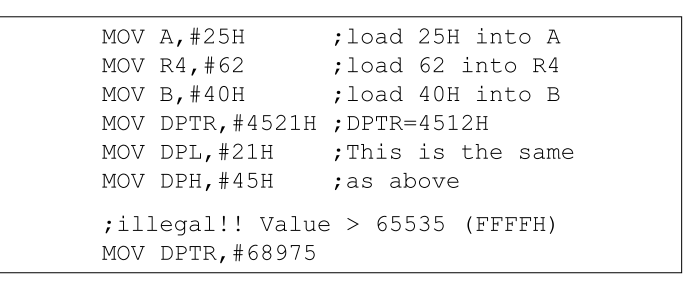 MOV A,#25H ;load 25H into A
MOV R4,#62 ;load 62 into R4
MOV B,#40H ;load 40H into B
MOV DPTR,#4521H ;DPTR=4512H
MOV DPL,#21H ;This is the same
MOV DPH,#45H ;as above
;illegal!! Value > 65535 (FFFFH)
MOV DPTR,#68975